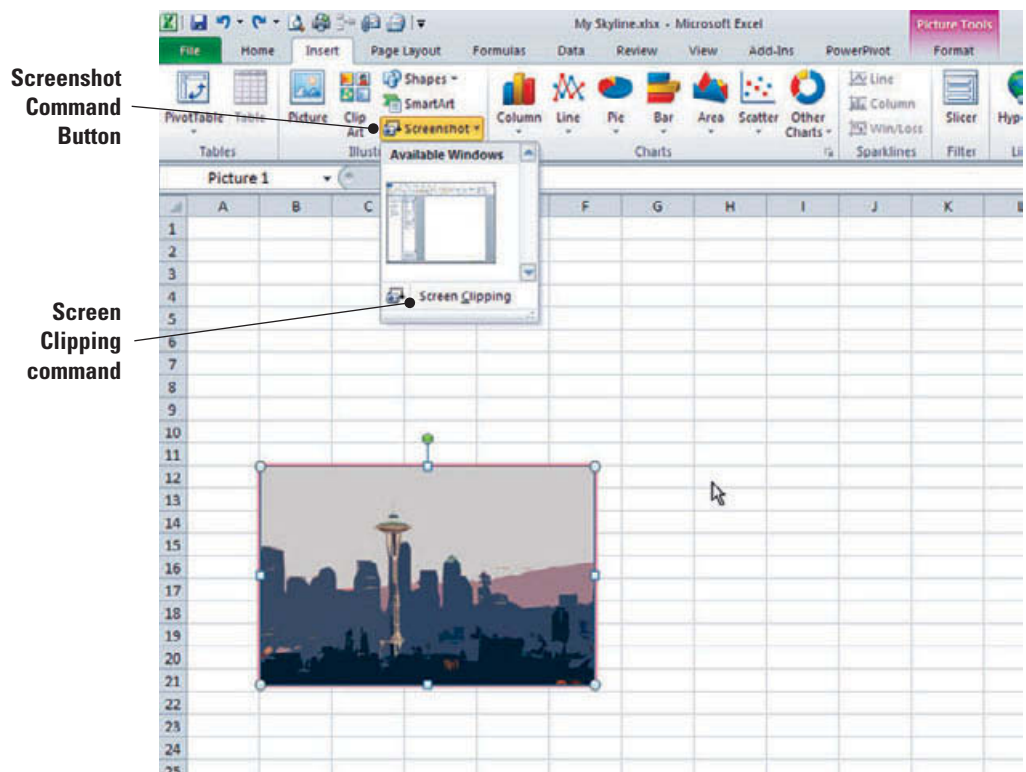 My Skyline.xlsx - Microsoft Excel
Picture Tools
File Home Insert Page Layout Formulas Data Review View Add-Ins PowerPivot Format
Screenshot
Command
Button
PivotTable Table Picture Clip Art
Shapes
SmartArt
Screenshot
Column Line Pie Bar Area Scatter Other Charts
Line
Column
Win/Loss
Slicer
Tables Charts Sparklines Filter
Available Windows
Screen Clipping
Picture 1
A B C F G H I J K
1
2
3
4
5
6
7
8
9
10
11
12
13
14
15
16
17
18
19
20
21
22
23
24
25
Screen
Clipping
command